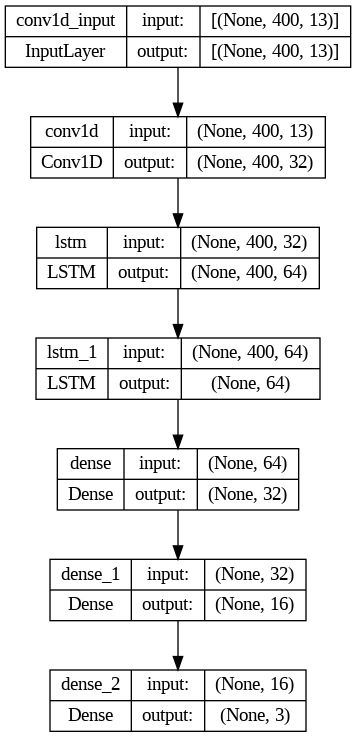 conv1d_input input: [(None, 400, 13)]
InputLayer output: [(None, 400, 13)]
conv1d input: (None, 400, 13)
Conv1D output: (None, 400, 32)
lstm input: (None, 400, 32)
LSTM output: (None, 400, 64)
lstm_1 input: (None, 400, 64)
LSTM output: (None, 64)
dense input: (None, 64)
Dense output: (None, 32)
dense_1 input: (None, 32)
Dense output: (None, 16)
dense_2 input: (None, 16)
Dense output: (None, 3)